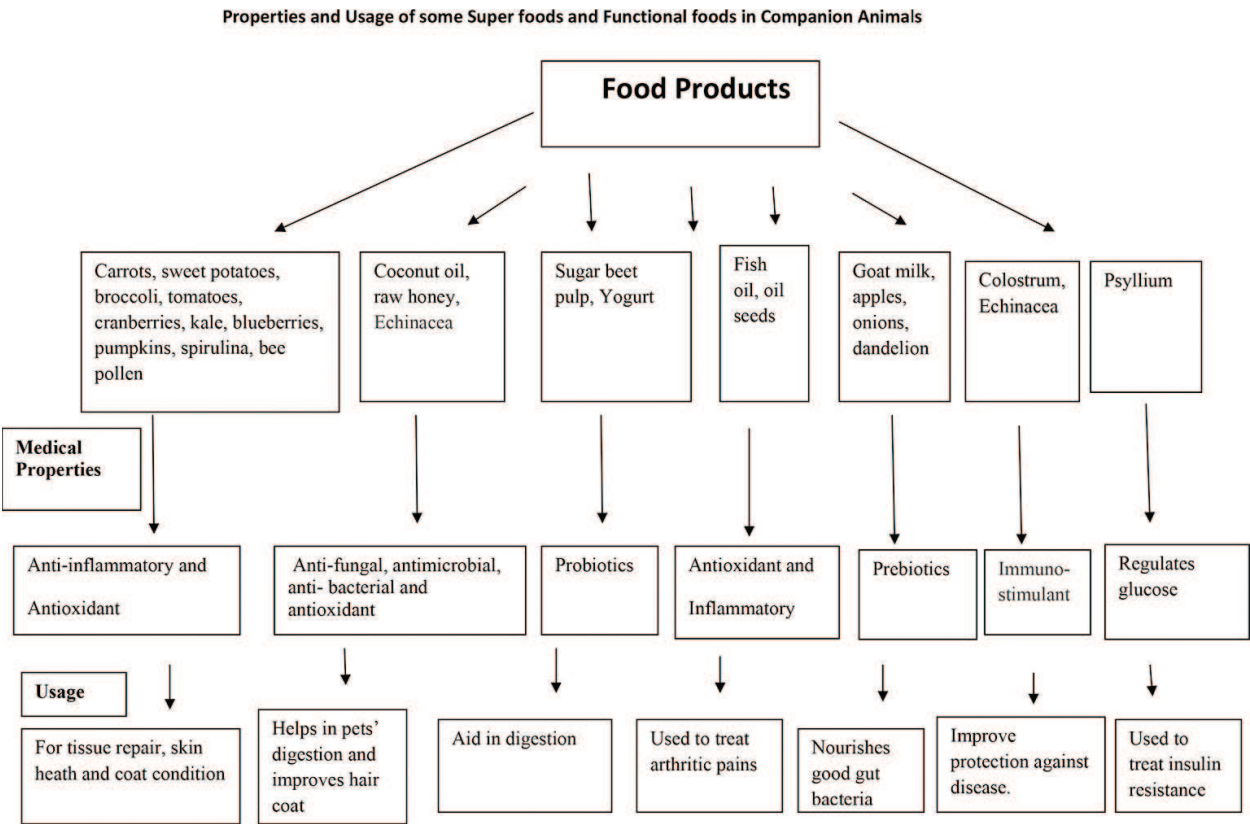 Properties and Usage of some Super foods and Functional foods in Companion Animals
Food Products
Carrots, sweet potatoes,
broccoli, tomatoes,
cranberries, kale, blueberries,
pumpkins, spirulina, bee
pollen
Coconut oil,
raw honey,
Echinacea
Sugar beet
pulp, Yogurt
Fish
oil, oil
seeds
Goat milk,
apples,
onions,
dandelion
Colostrum,
Echinacea
Psyllium
Medical
Properties
Anti-inflammatory and
Antioxidant
Anti-fungal, antimicrobial,
anti- bacterial and
antioxidant
Probiotics
Antioxidant and
Inflammatory
Prebiotics
Immuno-
stimulant
Regulates
glucose
Usage
For tissue repair, skin
heath and coat condition
Helps in pets’
digestion and
improves hair
coat
Aid in digestion
Used to treat
arthritic pains
Nourishes
good gut
bacteria
Improve
protection against
disease.
Used to
treat insulin
resistance